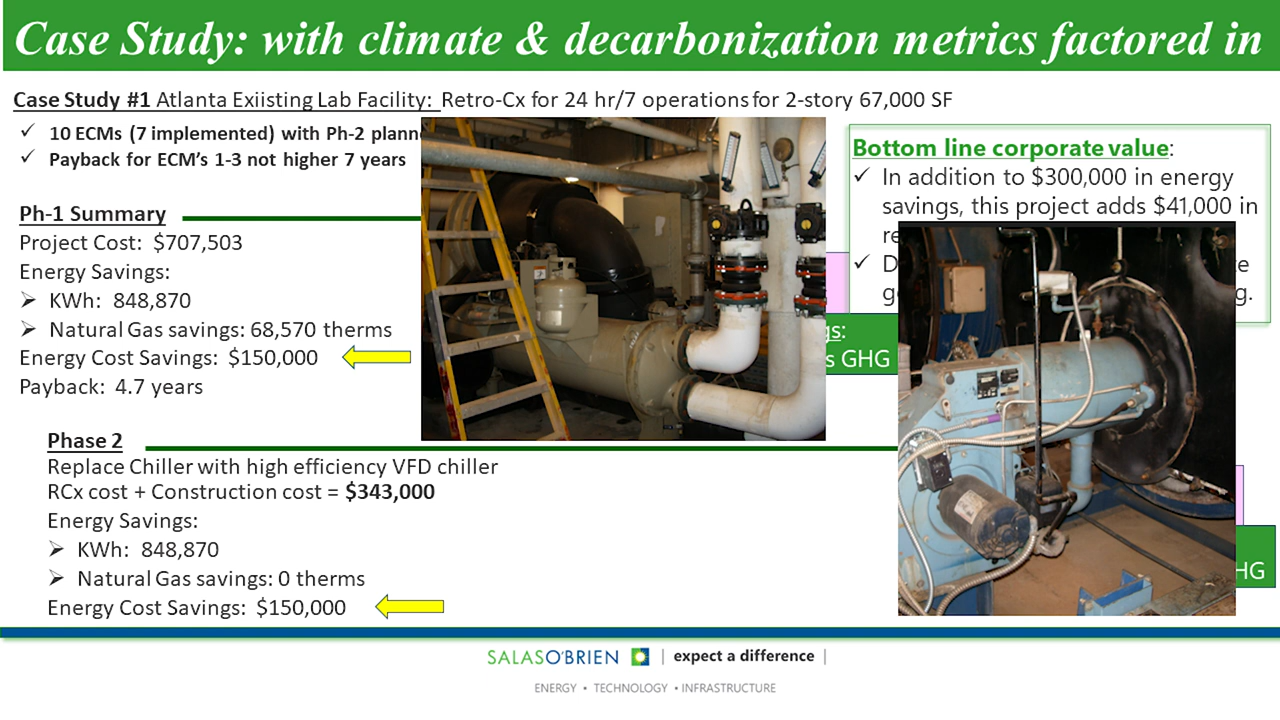 Case Study: with climate & decarbonization metrics factored in
Case Study #1 Atlanta Exiisting Lab Facility: Retro-Cx for 24 hr/7 operations for 2-story 67,000 SF
✓ 10 ECMs (7 implemented) with Ph-2
✓ Payback for ECM's 1-3 not higher 7 years
Ph-1 Summary
Project Cost: $707,503
Energy Savings:
➢ KWh: 848,870
➢ Natural Gas savings: 68,570 therms
Energy Cost Savings: $150,000
Payback: 4.7 years
Bottom line corporate value:
✓ In addition to $300,000 in energy
savings, this project adds $41,000 in
GHG
Phase 2
Replace Chiller with high efficiency VFD chiller
RCx cost + Construction cost = $343,000
Energy Savings:
➢ KWh: 848,870
➢ Natural Gas savings: 0 therms
Energy Cost Savings: $150,000
HG
SALASO'BRIEN | expect a difference |
ENERGY • TECHNOLOGY • INFRASTRUCTURE